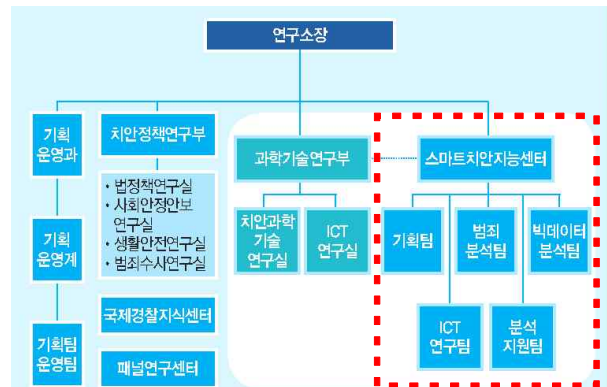 연구소장
기획
운영과
기획
운영계
기획팀
운영팀
치안정책연구부
• 법정책연구실
• 사회안정안보
연구실
• 생활안전연구실
• 범죄수사연구실
국제경찰지식센터
패널연구센터
과학기술연구부
치안과학
기술
연구실
ICT
연구실
스마트치안지능센터
기획팀
범죄
분석팀
빅데이터
분석팀
ICT
연구팀
분석
지원팀